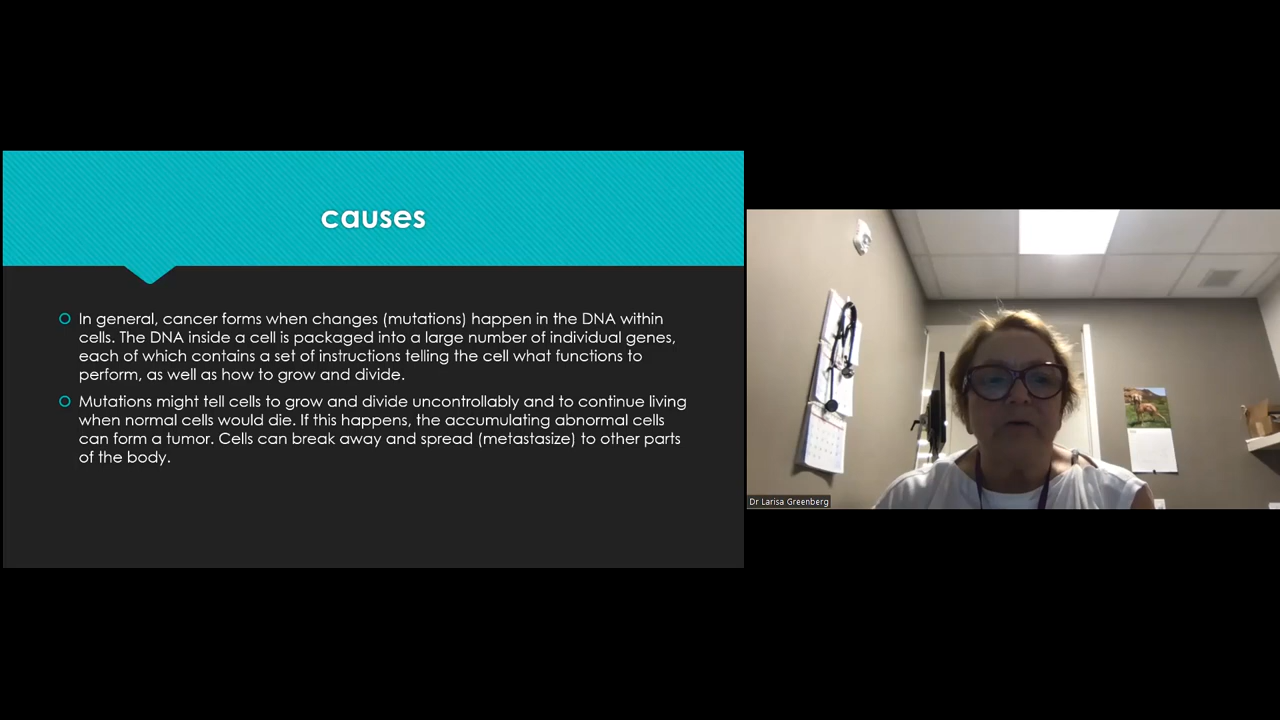 causes
In general, cancer forms when changes (mutations) happen in the DNA within
cells. The DNA inside a cell is packaged into a large number of individual genes,
each of which contains a set of instructions telling the cell what functions to
perform, as well as how to grow and divide.
Mutations might tell cells to grow and divide uncontrollably and to continue living
when normal cells would die. If this happens, the accumulating abnormal cells
can form a tumor. Cells can break away and spread (metastasize) to other parts
of the body.
Dr Larisa Greenberg